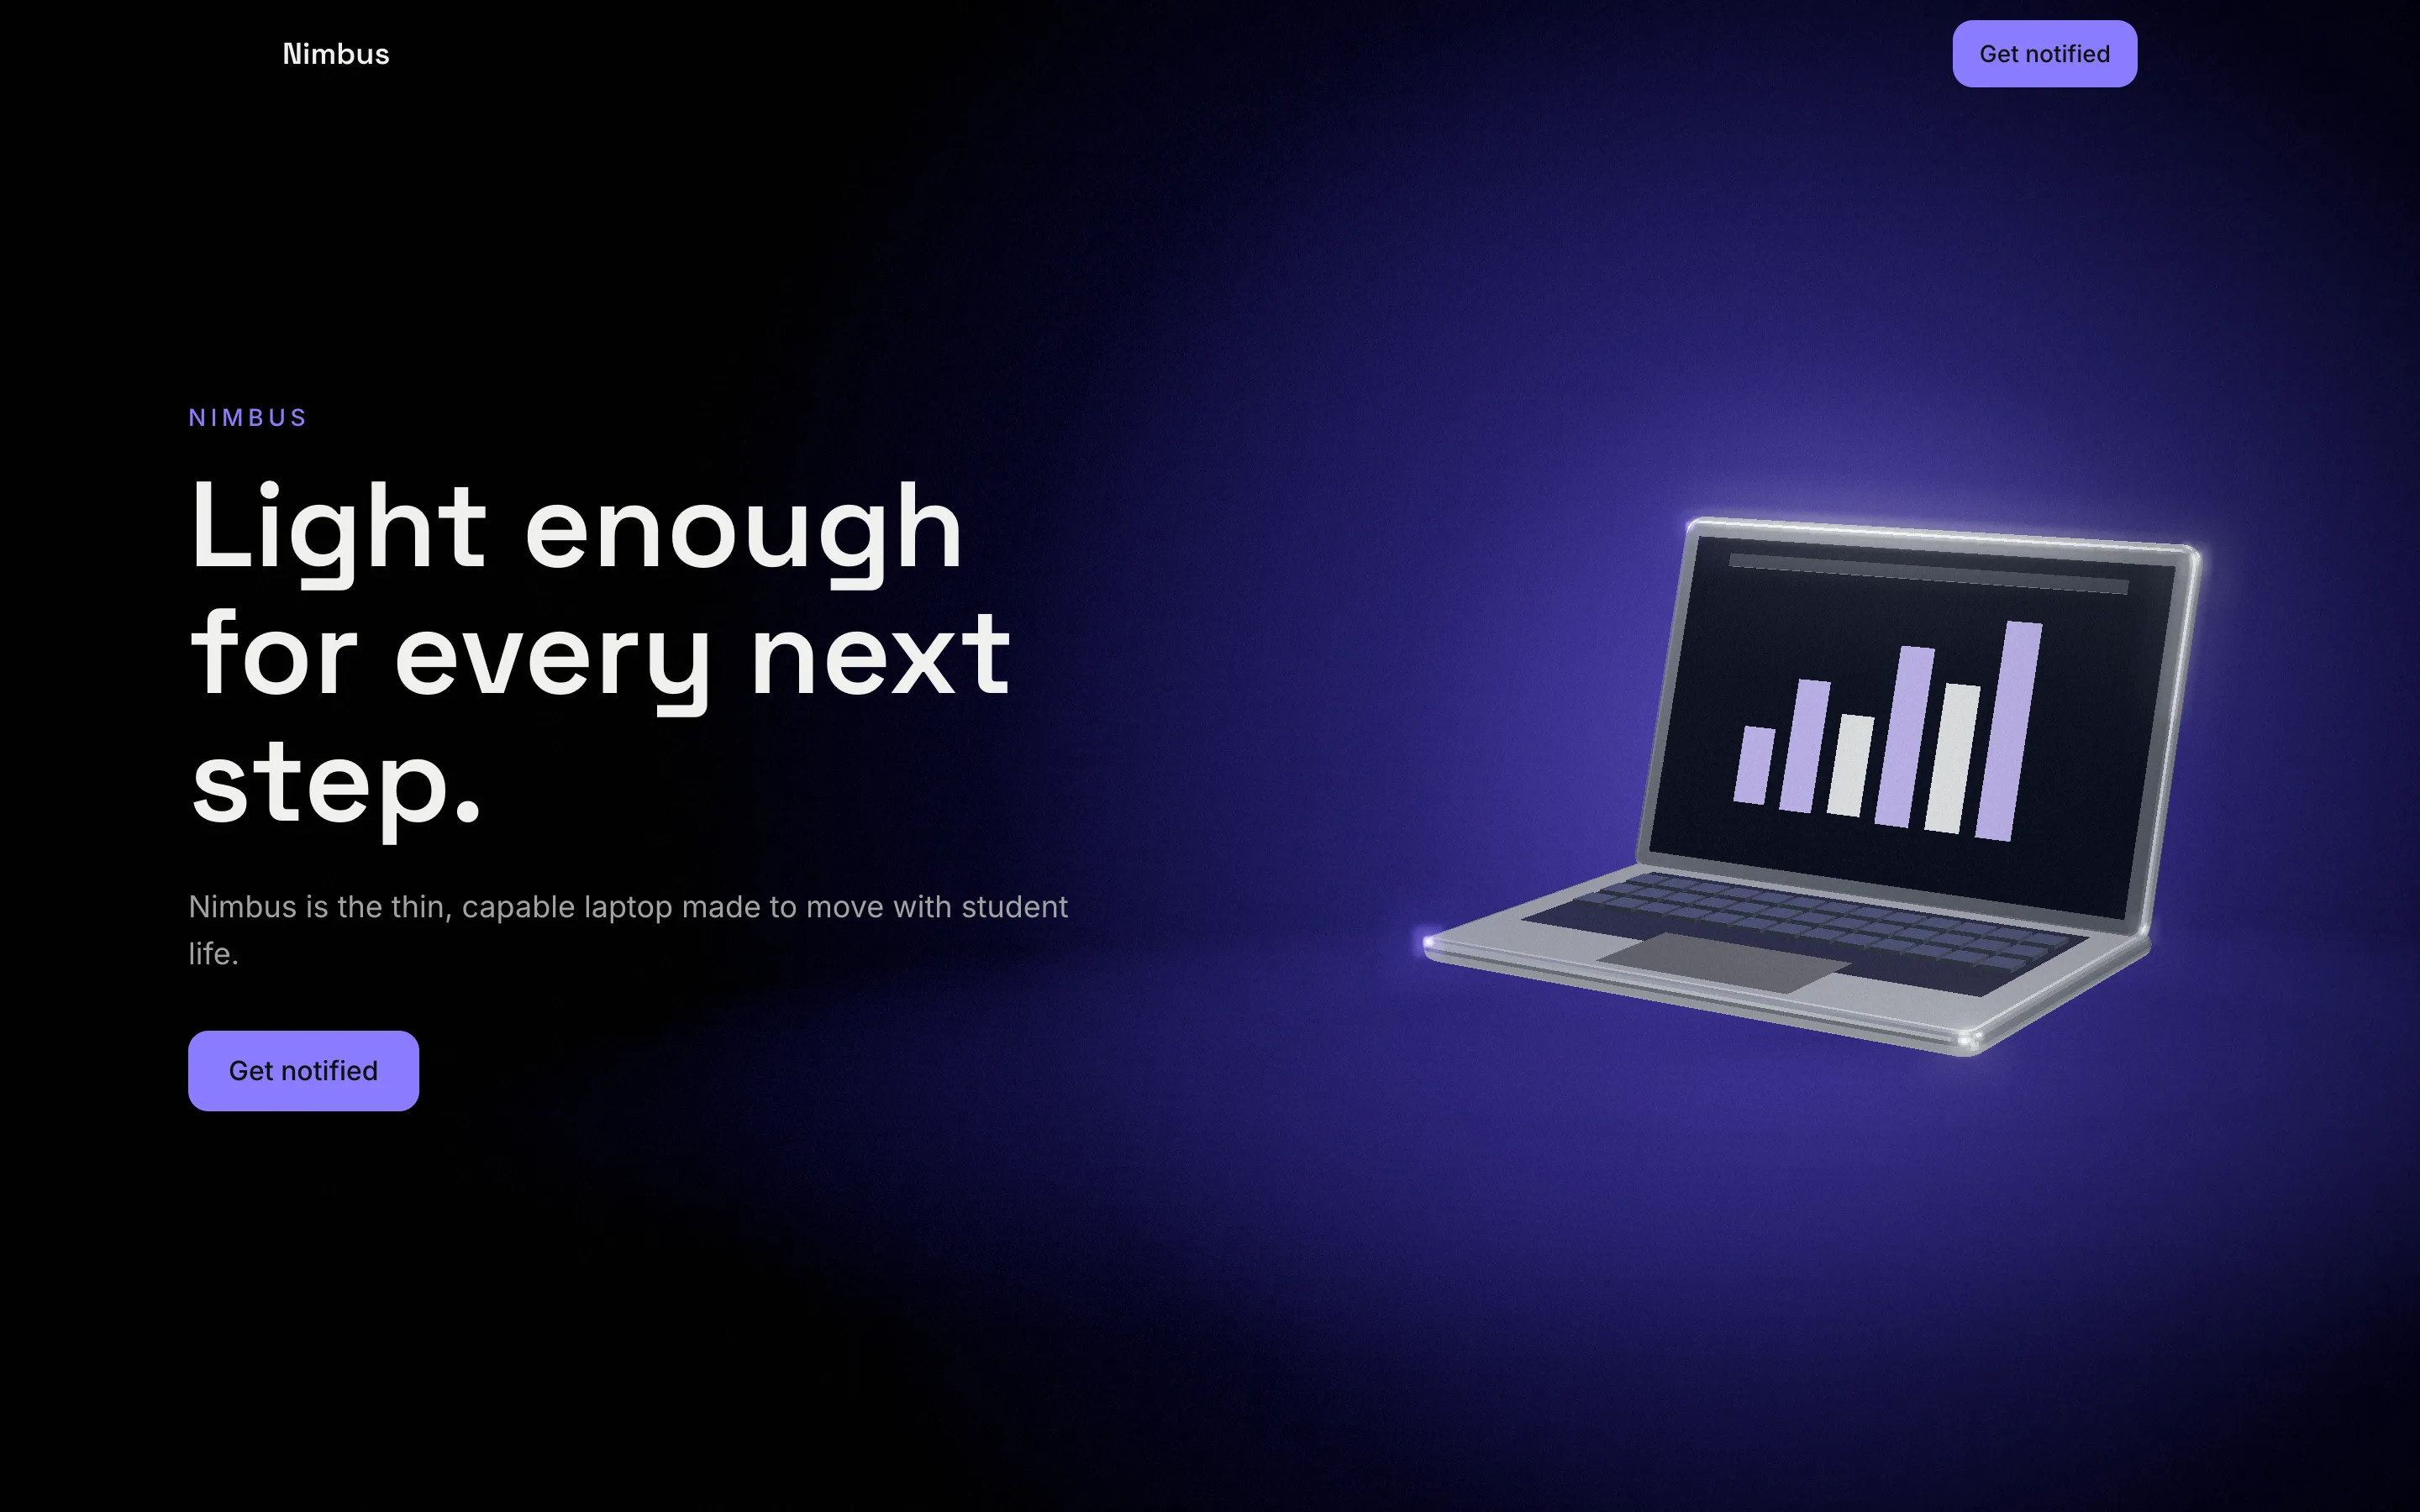 Nimbus
Get notified
NIMBUS
Light enough
for every next
step.
Nimbus is the thin, capable laptop made to move with student
life.
Get notified